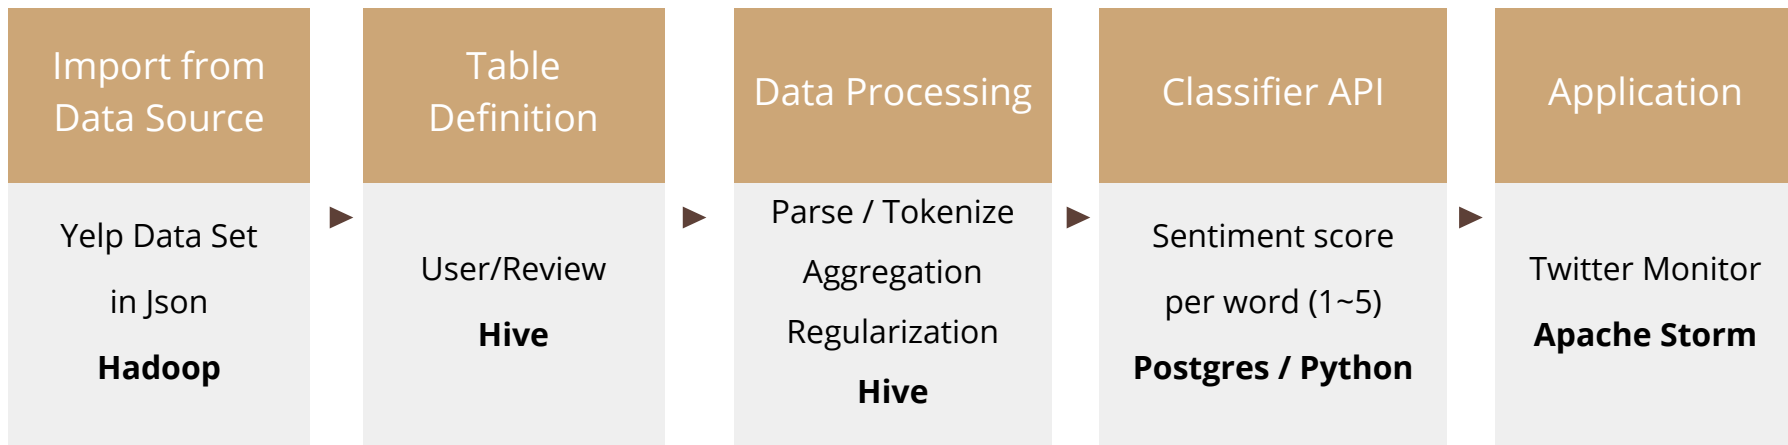 Import from
Data Source
Yelp Data Set
in Json
Hadoop
Table
Definition
User/Review
Hive
Data Processing
Parse / Tokenize
Aggregation
Regularization
Hive
Classifier API
Sentiment score
per word (1~5)
Postgres / Python
Application
Twitter Monitor
Apache Storm